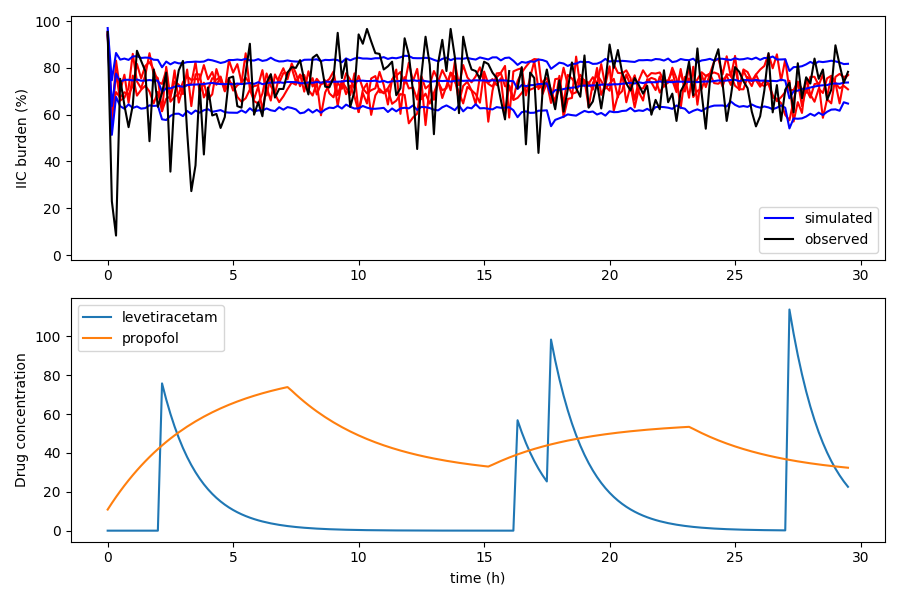 100
80
60
40
20
0
IIC burden (%)
simulated
observed
0 5 10 15 20 25 30
levetiracetam
propofol
100
80
60
40
20
0
Drug concentration
0 5 10 15 20 25 30
time (h)